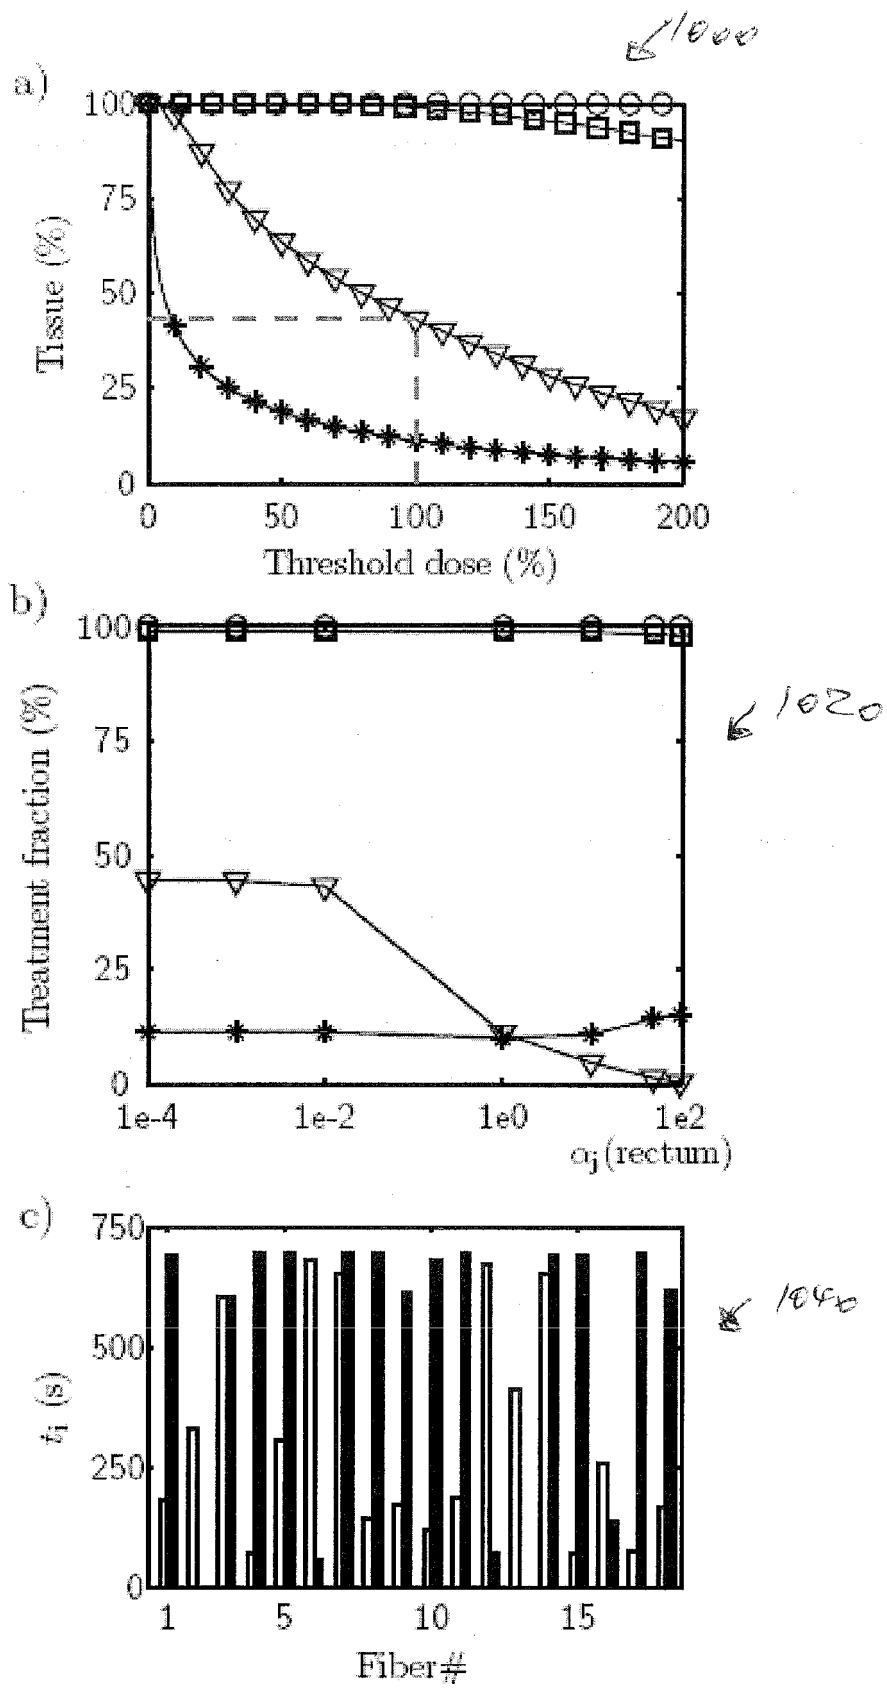 1000
a)
100
75
50
25
0
Tissue (%)
0 50 100 150 200
Threshold dose (%)
b)
100
75
50
25
0
Treatment fraction (%)
1020
1e-4 1e-2 1e0 1e2
αj(rectum)
c)
750
500
250
0
ti (s)
1040
1 5 10 15
Fiber#